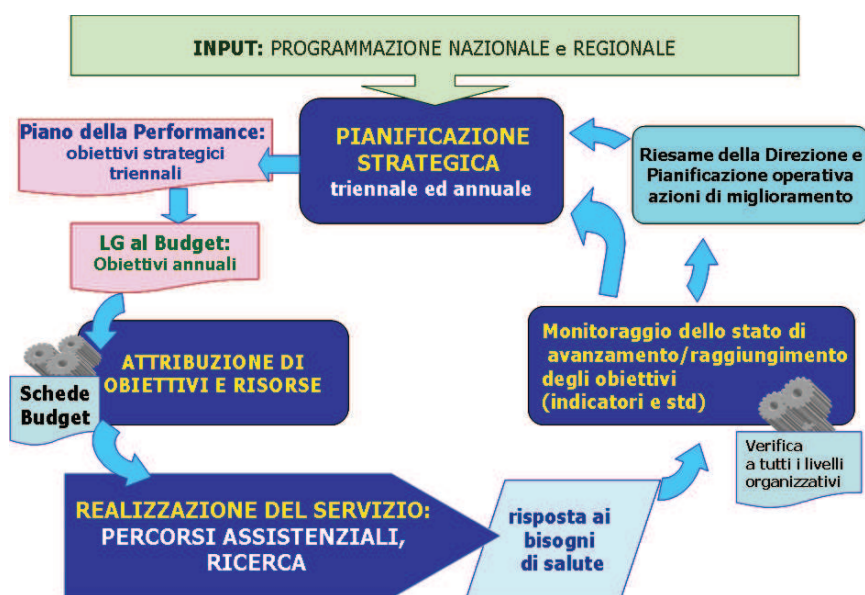 INPUT: PROGRAMMAZIONE NAZIONALE e REGIONALE
PIANIFICAZIONE
STRATEGICA
triennale ed annuale
Piano della Performance:
obiettivi strategici
triennali
LG al Budget:
Obiettivi annuali
ATTRIBUZIONE DI
OBIETTIVI E RISORSE
Schede
Budget
REALIZZAZIONE DEL SERVIZIO:
PERCORSI ASSISTENZIALI,
RICERCA
risposta ai
bisogni
di salute
Monitoraggio dello stato di
avanzamento/raggiungimento
degli obiettivi
(indicatori e std)
Verifica
a tutti i livelli
organizzativi
Riesame della Direzione e
Pianificazione operativa
azioni di miglioramento